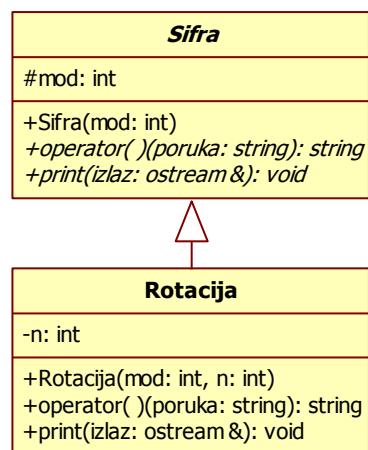 Sifra
#mod: int
+Sifra(mod: int)
+operator( )(poruka: string): string
+print(izlaz: ostream&): void
Rotacija
-n: int
+Rotacija(mod: int, n: int)
+operator( )(poruka: string): string
+print(izlaz: ostream&): void